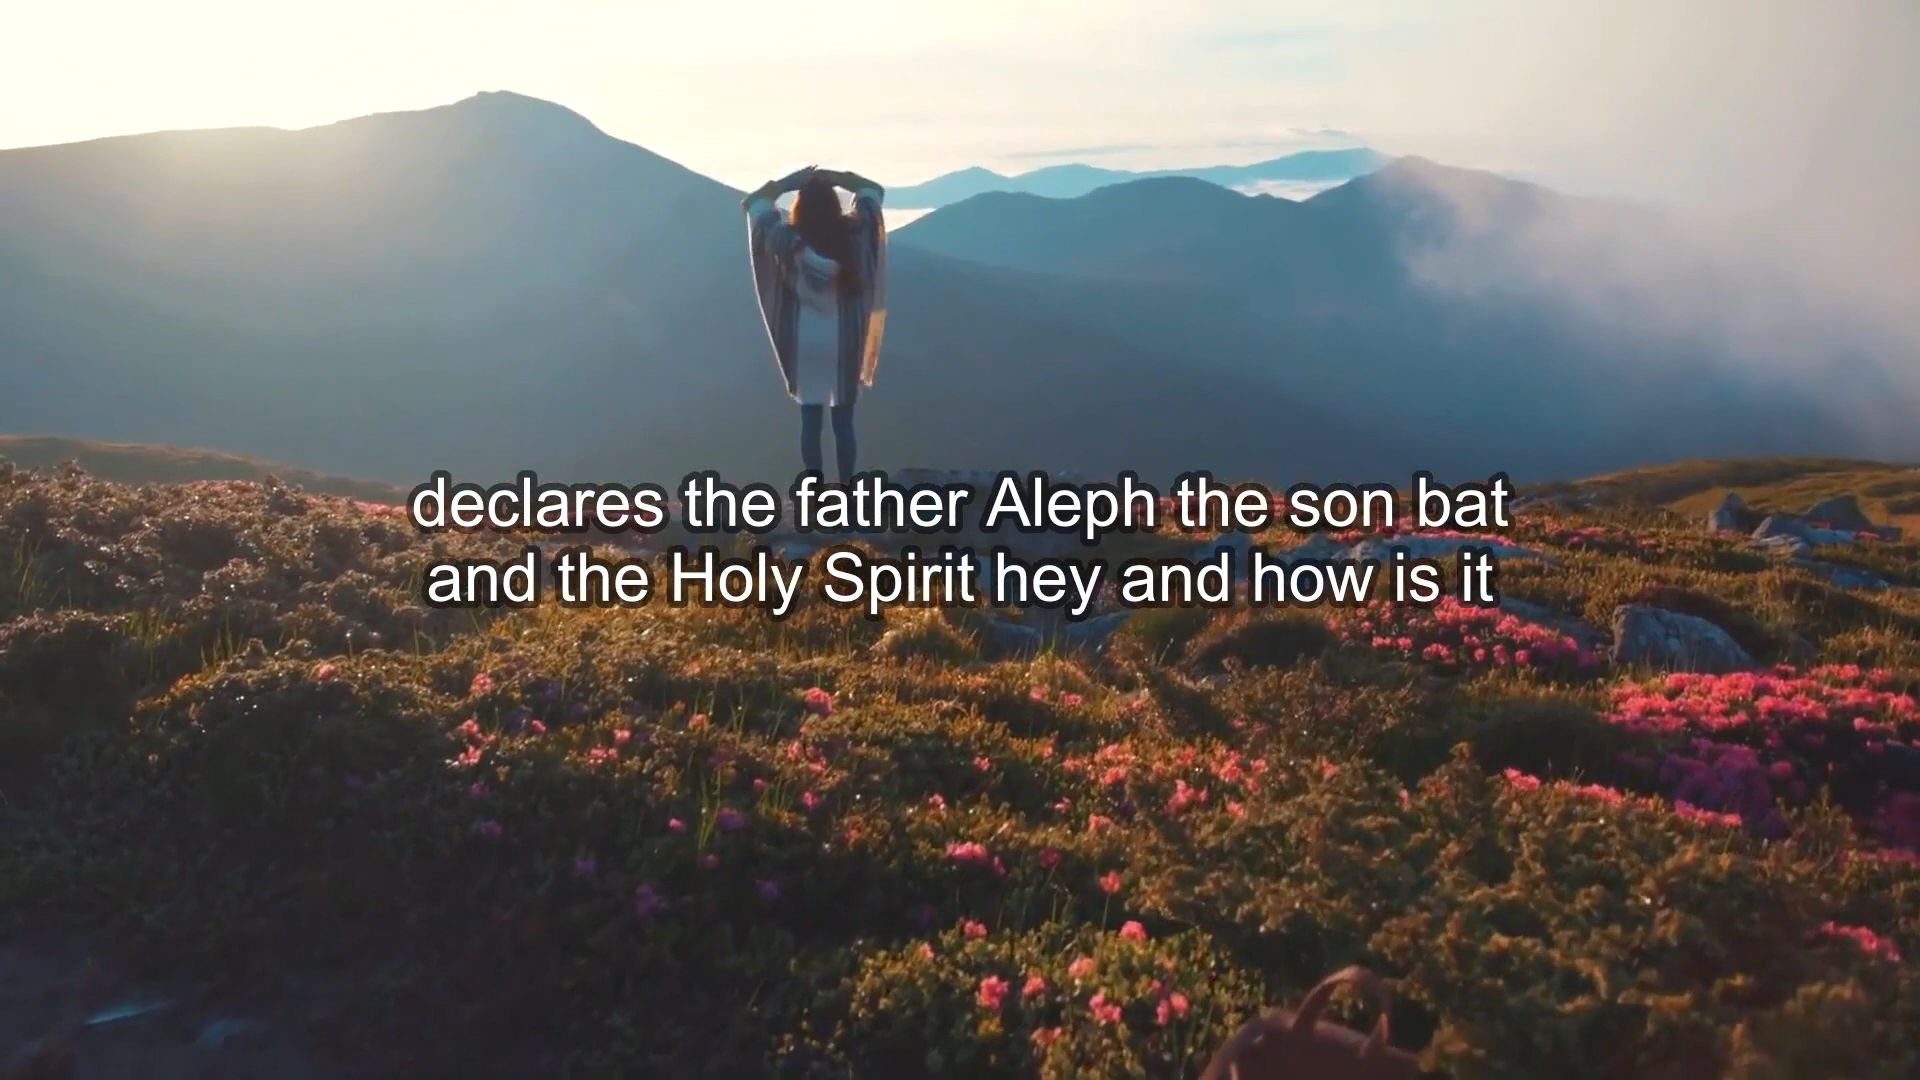 declares the father Aleph the son bat
and the Holy Spirit hey and how is it